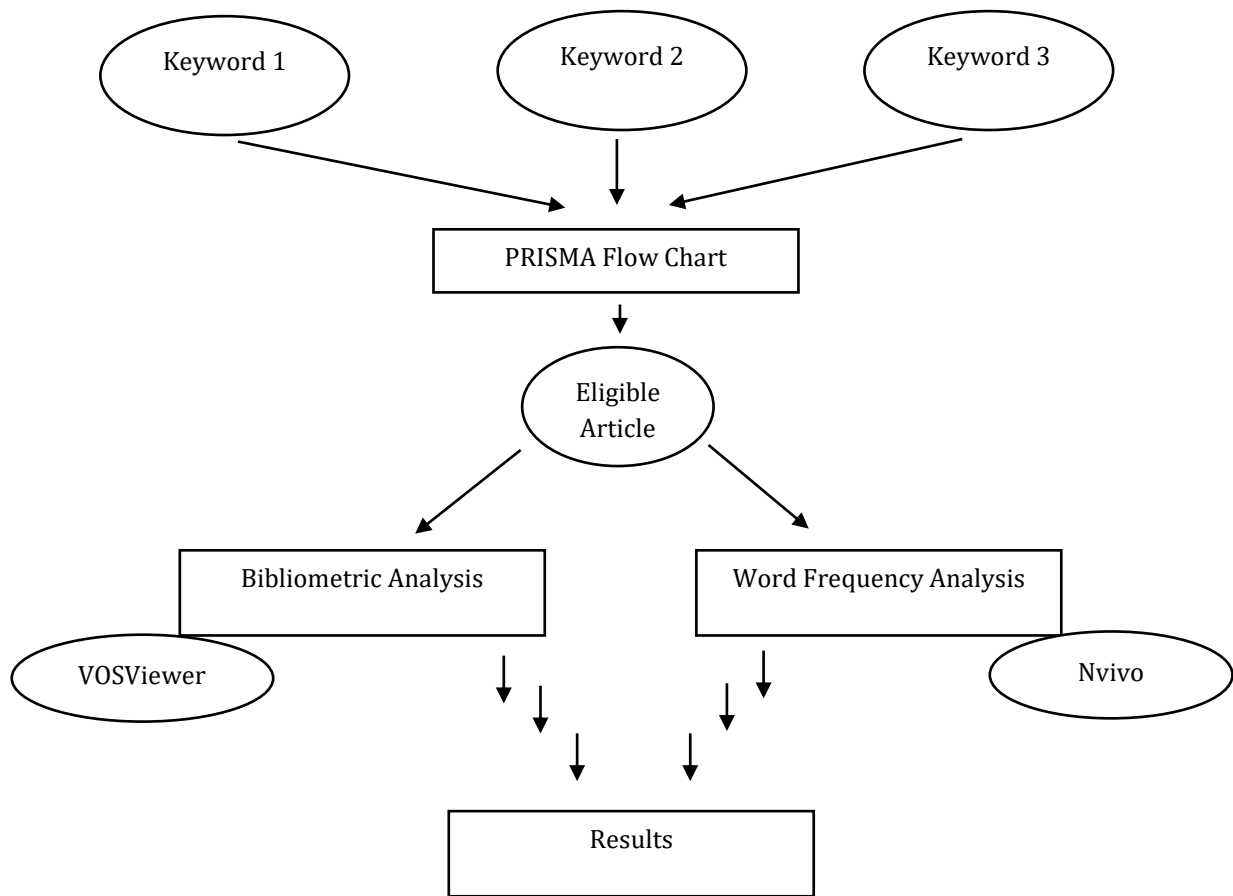 Keyword 1
Keyword 2
Keyword 3
PRISMA Flow Chart
Eligible
Article
Bibliometric Analysis
Word Frequency Analysis
VOSViewer
Nvivo
Results